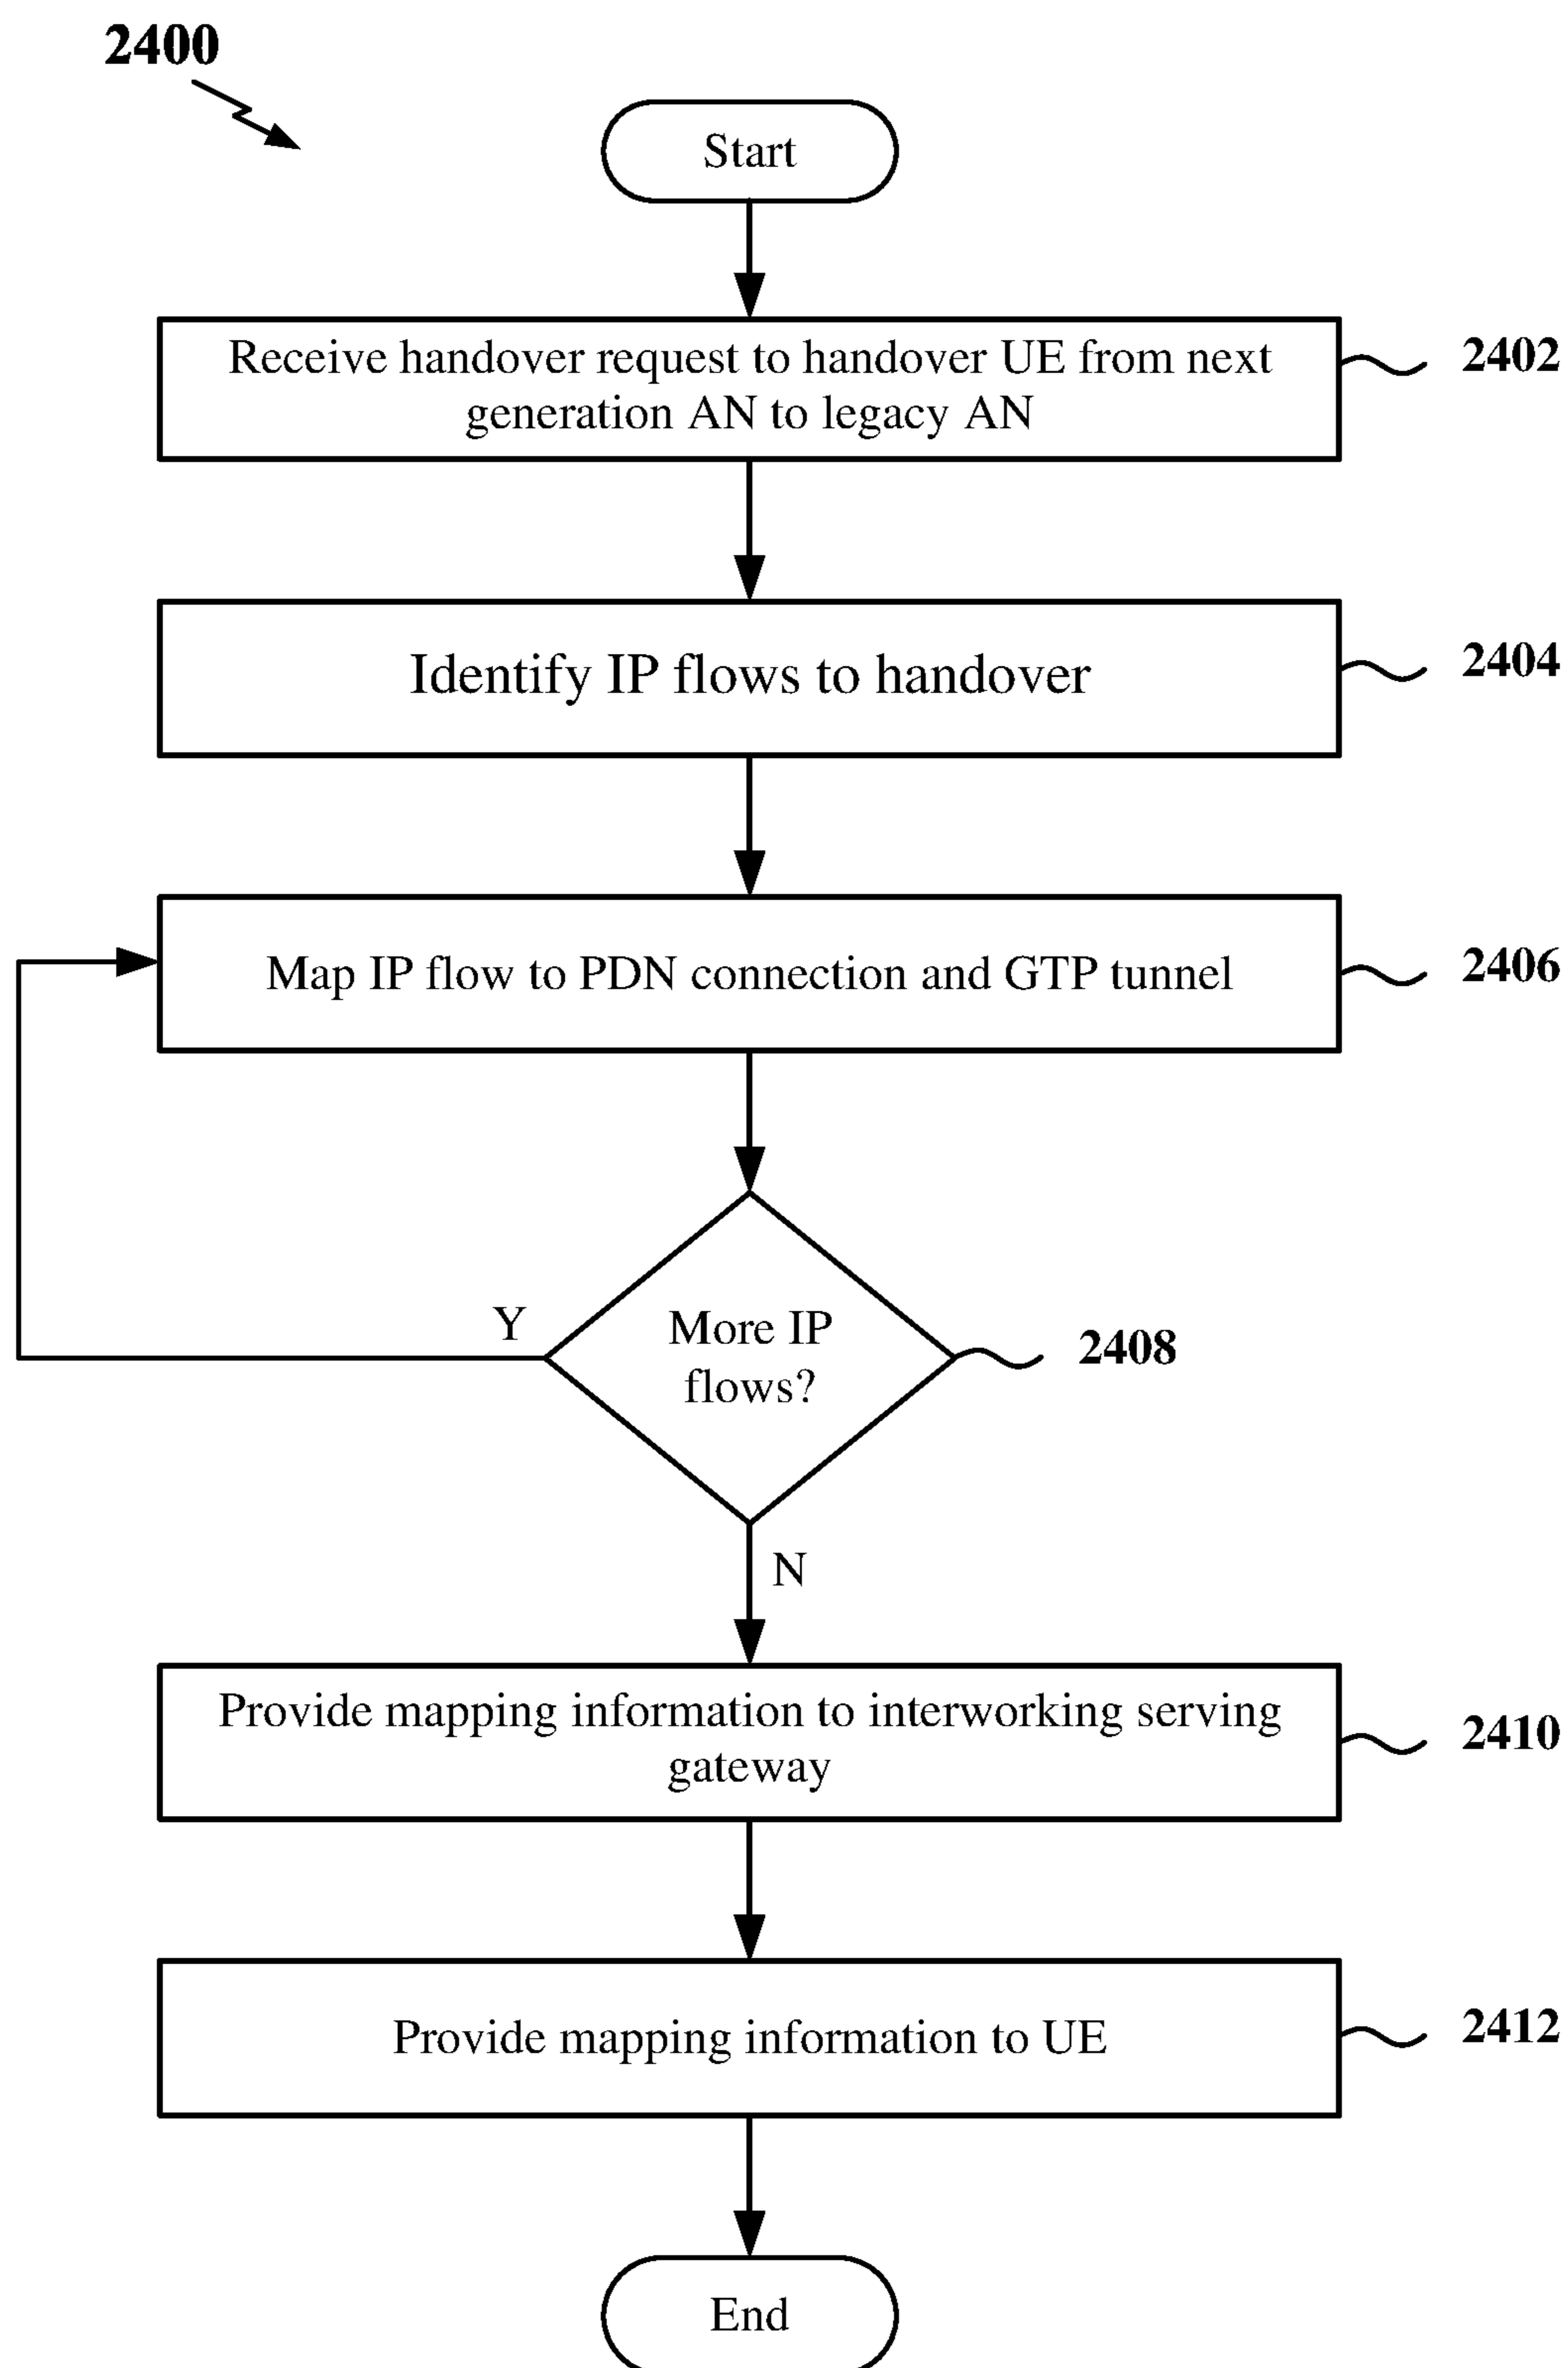 2400
Start
Receive handover request to handover UE from next
generation AN to legacy AN
2402
Identify IP flows to handover
2404
Map IP flow to PDN connection and GTP tunnel
2406
More IP
flows?
2408
Y
N
Provide mapping information to interworking serving
gateway
2410
Provide mapping information to UE
2412
End